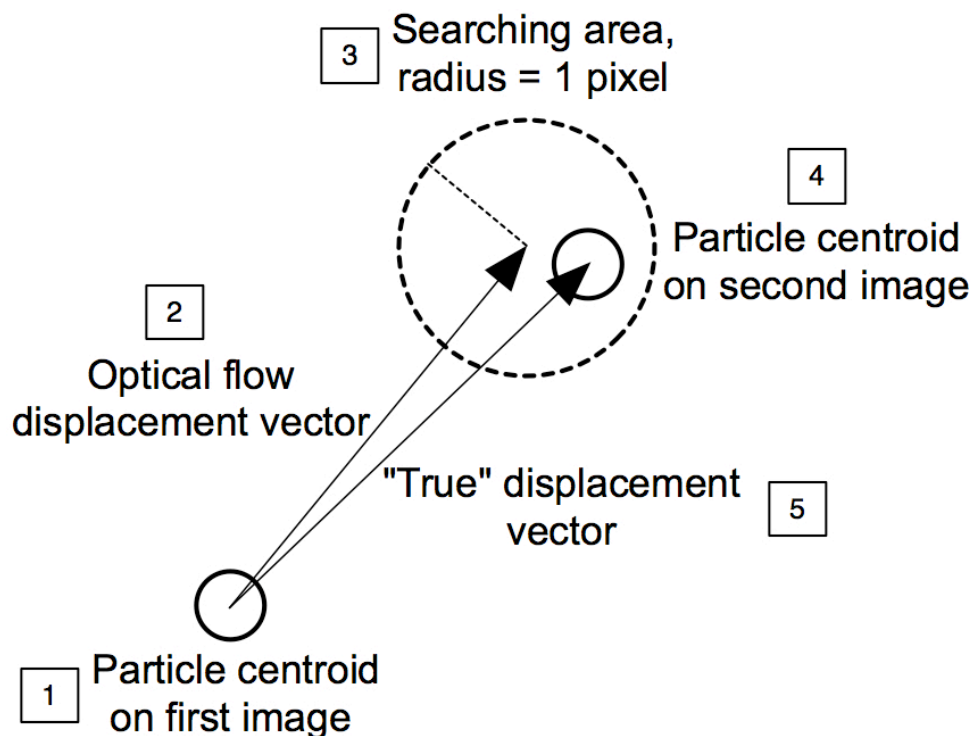 3
Searching area,
radius = 1 pixel
4
Particle centroid
on second image
2
Optical flow
displacement vector
"True" displacement
vector
5
1
Particle centroid
on first image